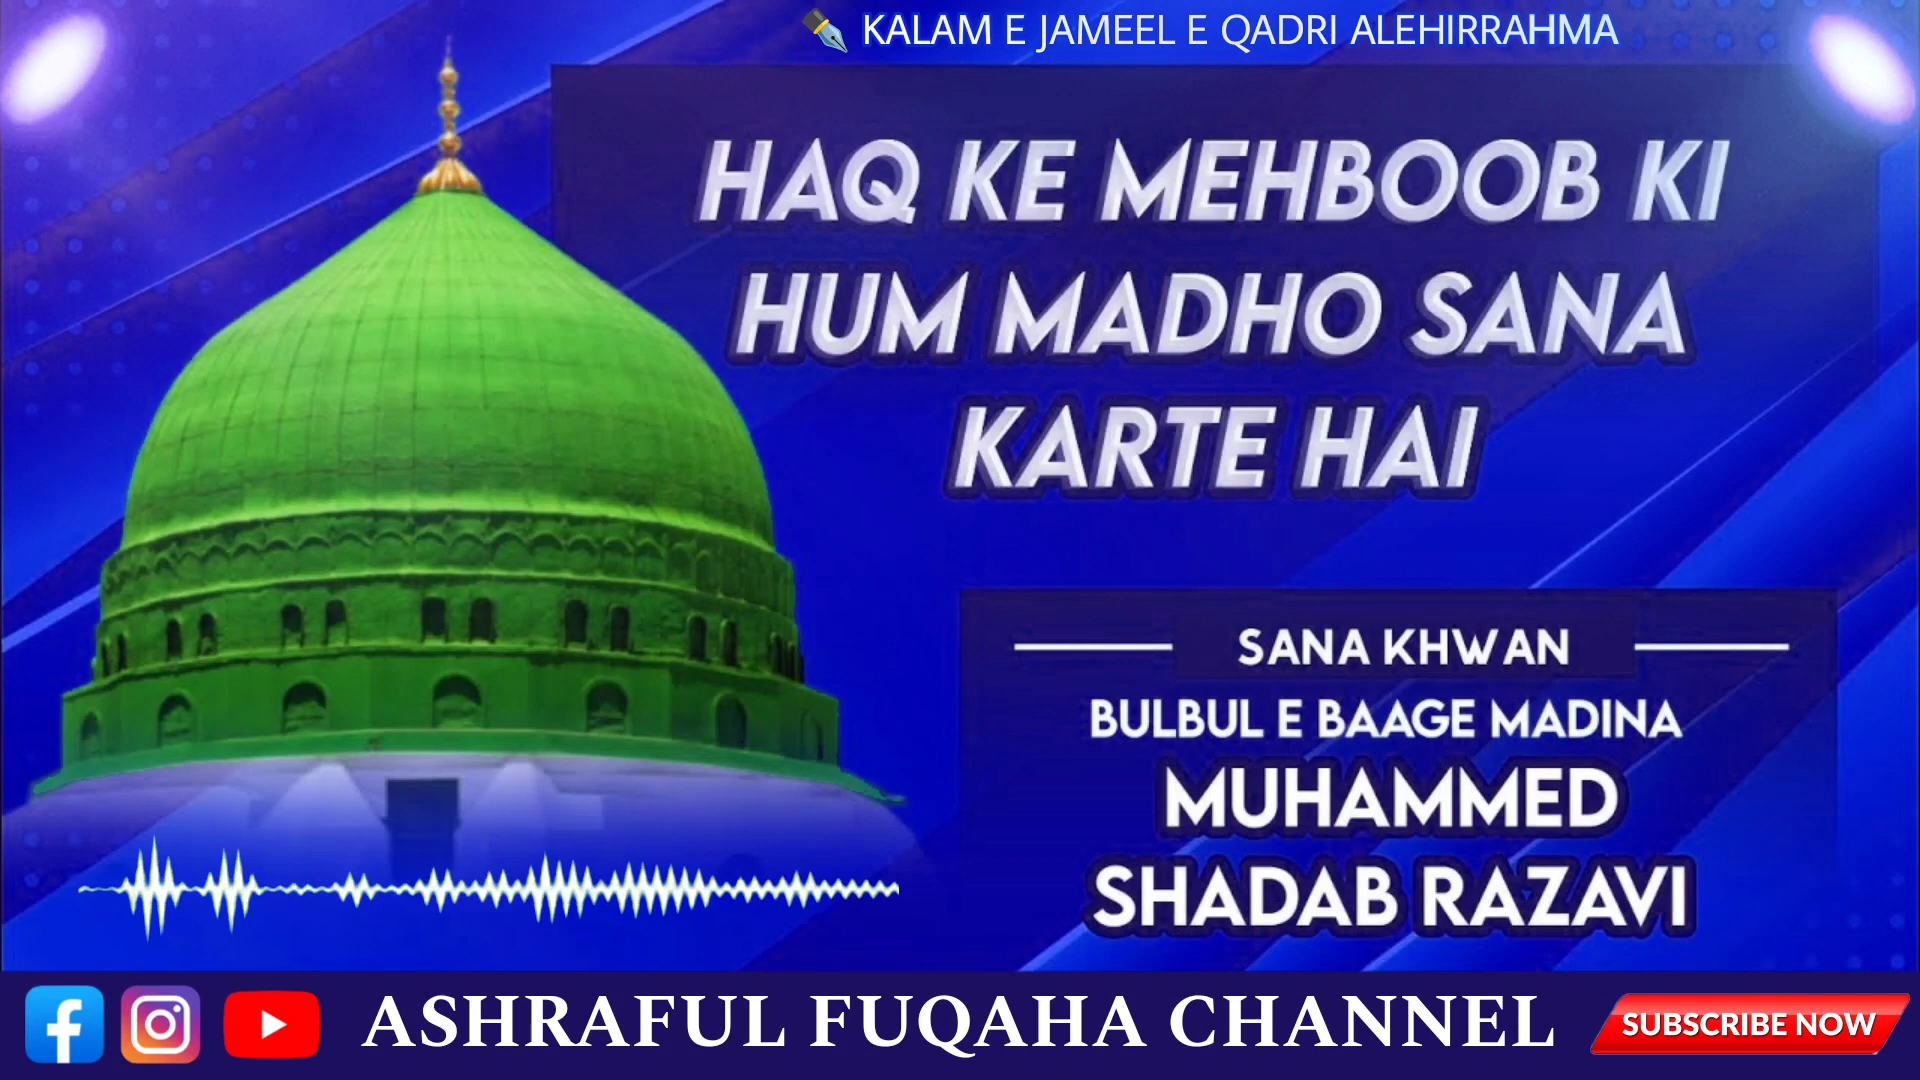 KALAM E JAMEEL E QADRI ALEHIRRAHMA
HAQ KE MEHBOOB KI
HUM MADHO SANA
KARTE HAI
SANA KHWAN
BULBUL E BAAGE MADINA
MUHAMMED
SHADAB RAZAVI
ASHRAFUL FUQAHA CHANNEL
SUBSCRIBE NOW